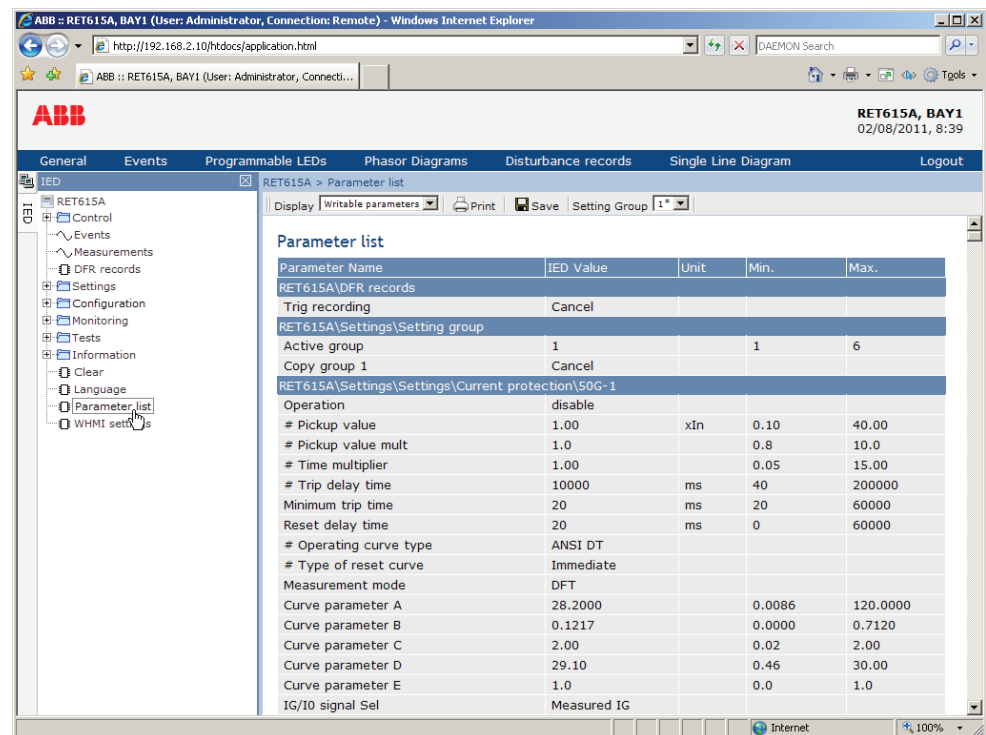 ABB :: RET615A, BAY1 (User: Administrator, Connection: Remote) - Windows Internet Explorer
http://192.168.2.10/htdocs/application.html
DAEMON Search
ABB :: RET615A, BAY1 (User: Administrator, Connecti...
Tools
ABB
RET615A, BAY1
02/08/2011, 8:39
General Events Programmable LEDs Phasor Diagrams Disturbance records Single Line Diagram Logout
IED
IED
RET615A > Parameter list
Display Writable parameters Print Save Setting Group 1*
RET615A
Control
Events
Measurements
DFR records
Settings
Configuration
Monitoring
Tests
Information
Clear
Language
Parameter list
WHMI settings
Parameter list
Parameter Name IED Value Unit Min. Max.
RET615A\DFR records
Trig recording Cancel
RET615A\Settings\Setting group
Active group 1 1 6
Copy group 1 Cancel
RET615A\Settings\Settings\Current protection\50G-1
Operation disable
# Pickup value 1.00 xIn 0.10 40.00
# Pickup value mult 1.0 0.8 10.0
# Time multiplier 1.00 0.05 15.00
# Trip delay time 10000 ms 40 200000
Minimum trip time 20 ms 20 60000
Reset delay time 20 ms 0 60000
# Operating curve type ANSI DT
# Type of reset curve Immediate
Measurement mode DFT
Curve parameter A 28.2000 0.0086 120.0000
Curve parameter B 0.1217 0.0000 0.7120
Curve parameter C 2.00 0.02 2.00
Curve parameter D 29.10 0.46 30.00
Curve parameter E 1.0 0.0 1.0
IG/I0 signal Sel Measured IG
Internet 100%